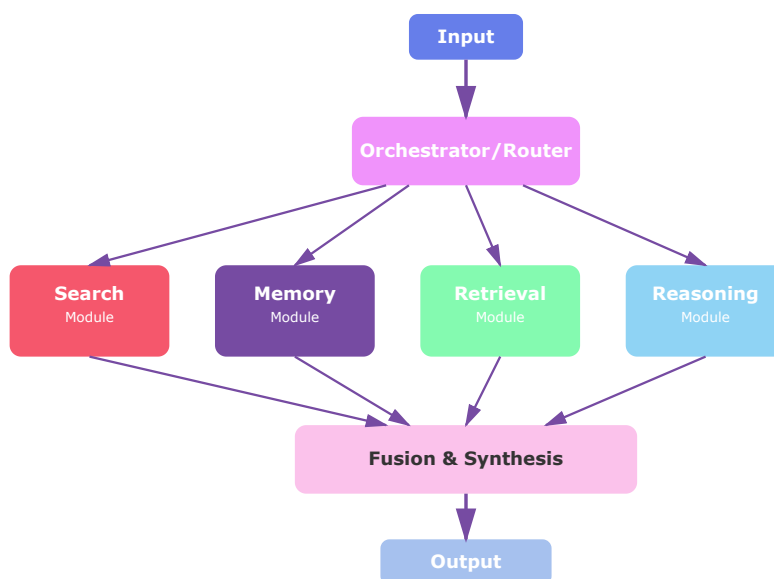 Input
Orchestrator/Router
Search
Module
Memory
Module
Retrieval
Module
Reasoning
Module
Fusion & Synthesis
Output